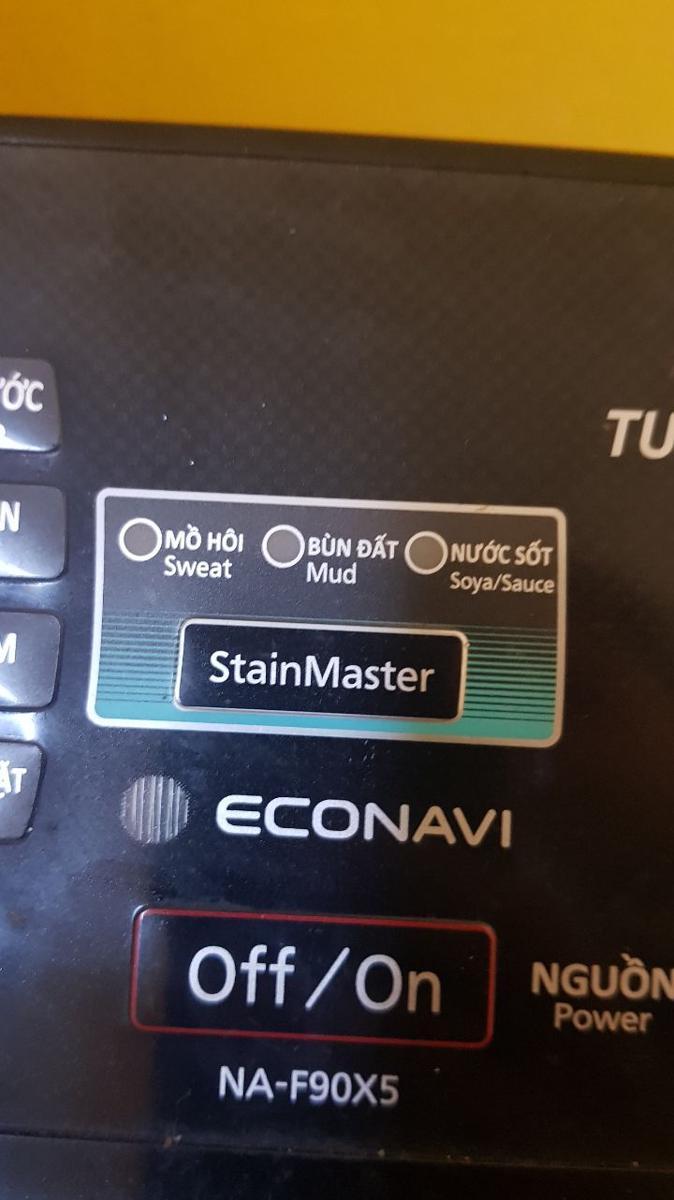 ƯỚC
TU
N
MỒ HÔI BÙN ĐẤT NƯỚC SỐT
Sweat Mud Soya/Sauce
M
StainMaster
ẤT
ECONAVI
Off/On
NGUỒN
Power
NA-F90X5